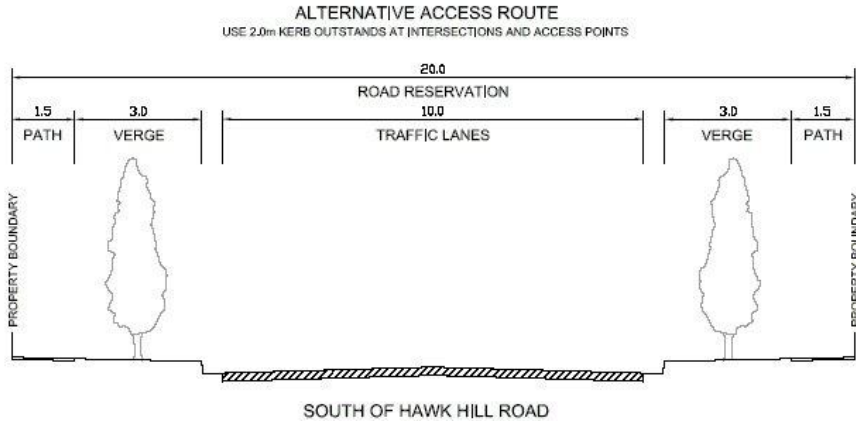 ALTERNATIVE ACCESS ROUTE
USE 2.0m KERB OUTSTANDS AT INTERSECTIONS AND ACCESS POINTS
20.0
ROAD RESERVATION
1.5 3.0 10.0 3.0 1.5
PATH VERGE TRAFFIC LANES VERGE PATH
PROPERTY BOUNDARY
PROPERTY BOUNDARY
SOUTH OF HAWK HILL ROAD